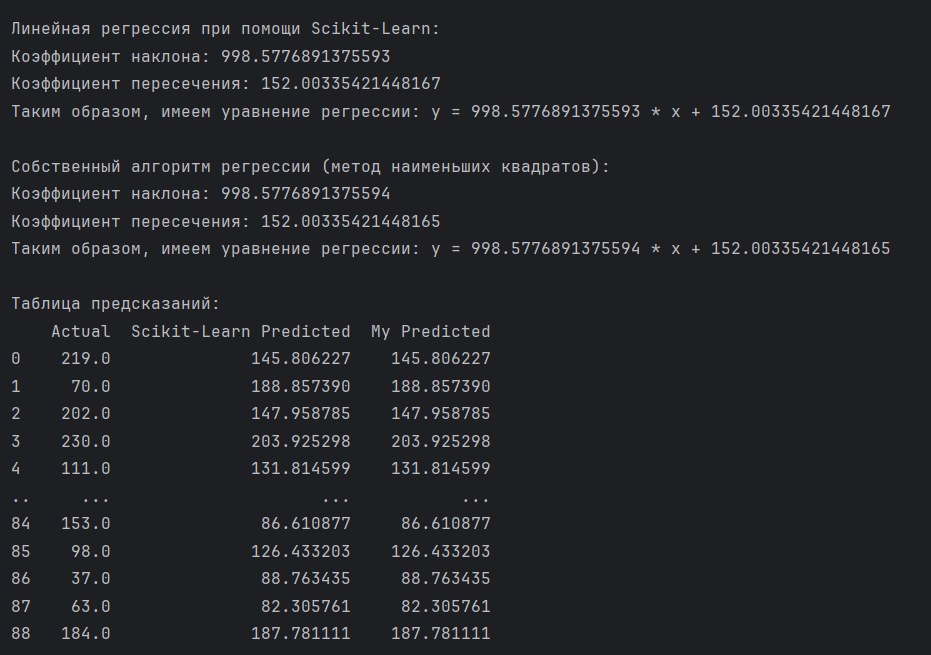 Линейная регрессия при помощи Scikit-Learn:
Коэффициент наклона: 998.5776891375593
Коэффициент пересечения: 152.00335421448167
Таким образом, имеем уравнение регрессии: y = 998.5776891375593 * x + 152.00335421448167
Собственный алгоритм регрессии (метод наименьших квадратов):
Коэффициент наклона: 998.5776891375594
Коэффициент пересечения: 152.00335421448165
Таким образом, имеем уравнение регрессии: y = 998.5776891375594 * x + 152.00335421448165
Таблица предсказаний:
Actual Scikit-Learn Predicted My Predicted
0 219.0 145.806227 145.806227
1 70.0 188.857390 188.857390
2 202.0 147.958785 147.958785
3 230.0 203.925298 203.925298
4 111.0 131.814599 131.814599
.. ... ... ...
84 153.0 86.610877 86.610877
85 98.0 126.433203 126.433203
86 37.0 88.763435 88.763435
87 63.0 82.305761 82.305761
88 184.0 187.781111 187.781111